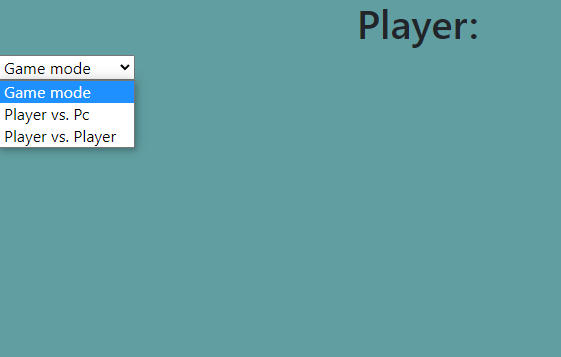 Player:
Game mode
Game mode
Player vs. Pc
Player vs. Player